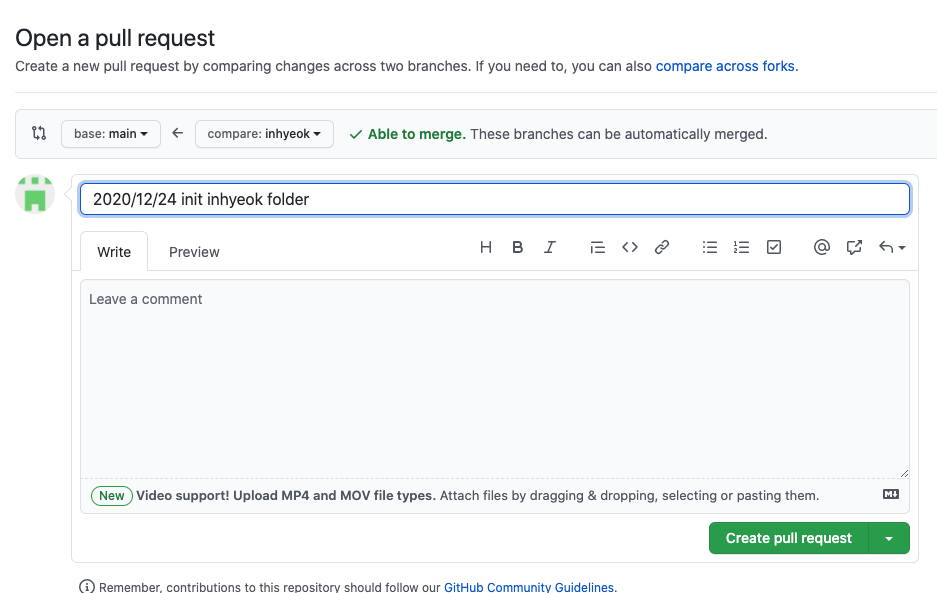 Open a pull request
Create a new pull request by comparing changes across two branches. If you need to, you can also compare across forks.
base: main compare: inhyeok Able to merge. These branches can be automatically merged.
2020/12/24 init inhyeok folder
Write Preview H B I
Leave a comment
New Video support! Upload MP4 and MOV file types. Attach files by dragging & dropping, selecting or pasting them.
Create pull request
Remember, contributions to this repository should follow our GitHub Community Guidelines.